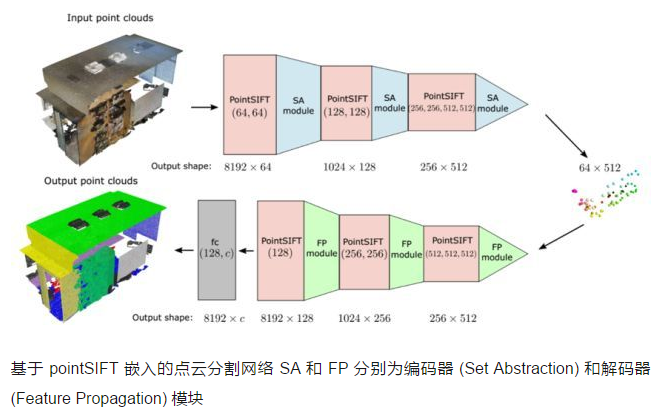 Input point clouds
PointSIFT
(64, 64)
SA
module
PointSIFT
(128, 128)
SA
module
PointSIFT
(256, 256, 512, 512)
SA
module
Output shape: 8192 × 64 1024 × 128 256 × 512
64 × 512
Output point clouds
fc
(128, c)
PointSIFT
(128)
FP
module
PointSIFT
(256, 256)
FP
module
PointSIFT
(512, 512, 512)
FP
module
Output shape: 8192 × c 8192 × 128 1024 × 256 256 × 512
基于 pointSIFT 嵌入的点云分割网络 SA 和 FP 分别为编码器 (Set Abstraction) 和解码器
(Feature Propagation) 模块